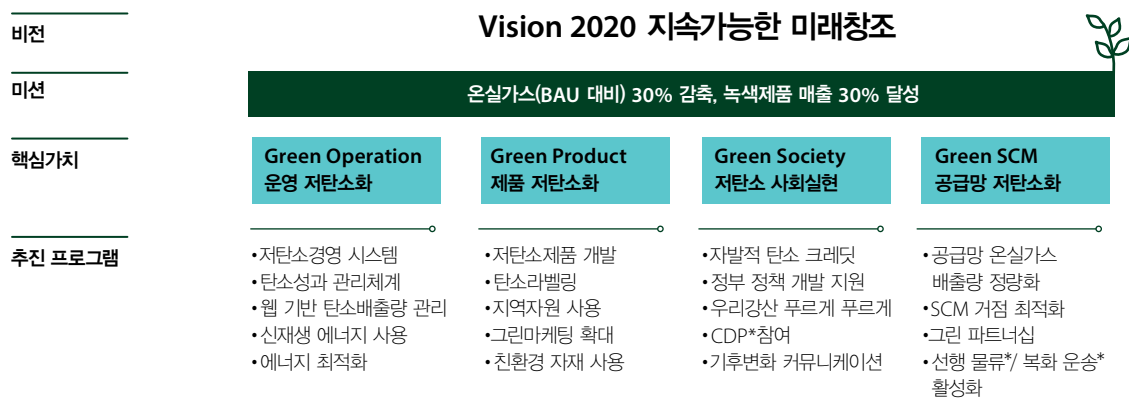 비전
Vision 2020 지속가능한 미래창조
미션
온실가스(BAU 대비) 30% 감축, 녹색제품 매출 30% 달성
핵심가치
Green Operation
운영 저탄소화
Green Product
제품 저탄소화
Green Society
저탄소 사회실현
Green SCM
공급망 저탄소화
추진 프로그램
•저탄소경영 시스템
•탄소성과 관리체계
•웹 기반 탄소배출량 관리
•신재생 에너지 사용
•에너지 최적화
•저탄소제품 개발
•탄소라벨링
•지역자원 사용
•그린마케팅 확대
•친환경 자재 사용
•자발적 탄소 크레딧
•정부 정책 개발 지원
•우리강산 푸르게 푸르게
•CDP*참여
•기후변화 커뮤니케이션
•공급망 온실가스
배출량 정량화
•SCM 거점 최적화
•그린 파트너십
•선행 물류*/ 복화 운송*
활성화